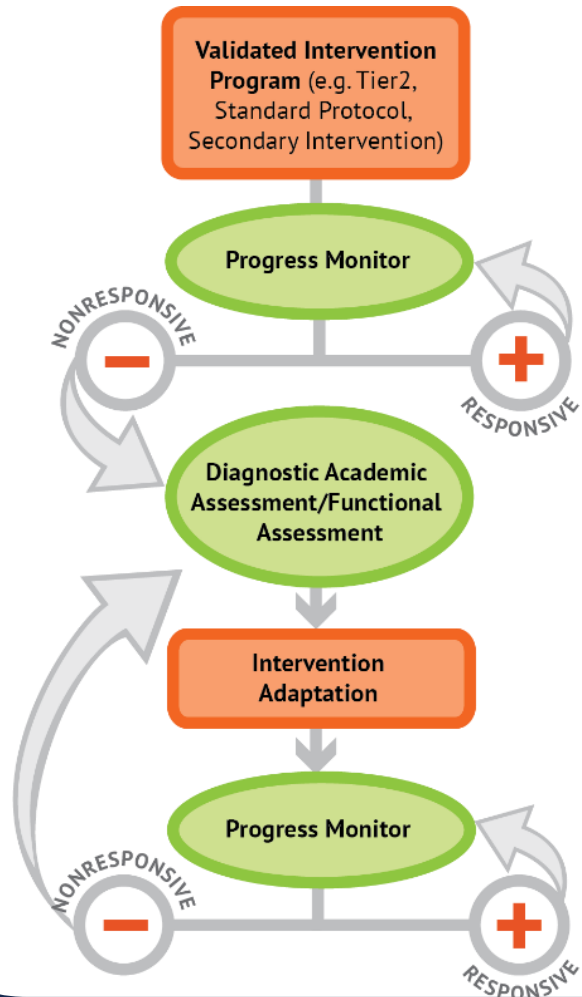 Validated Intervention
Program (e.g. Tier2,
Standard Protocol,
Secondary Intervention)
Progress Monitor
NONRESPONSIVE
−
+
RESPONSIVE
Diagnostic Academic
Assessment/Functional
Assessment
Intervention
Adaptation
Progress Monitor
NONRESPONSIVE
−
+
RESPONSIVE